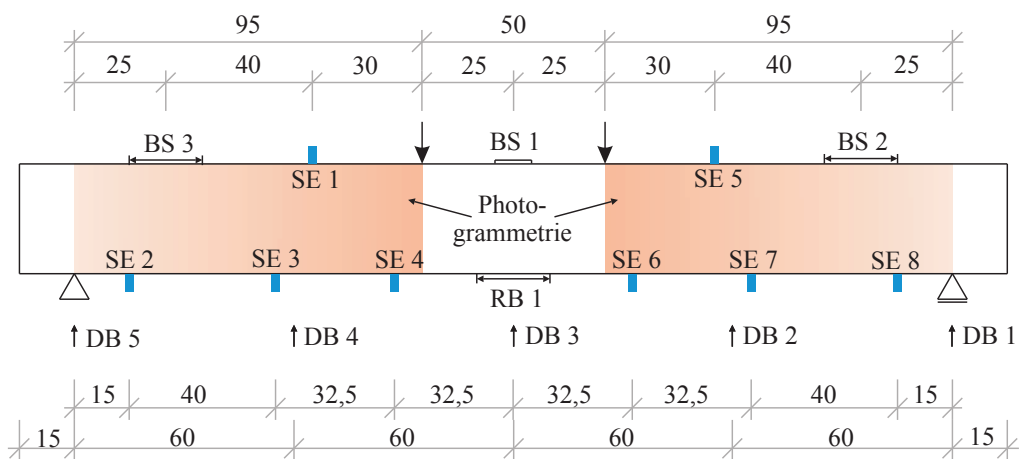 95 50 95
25 40 30 25 25 30 40 25
BS 3 BS 1 BS 2
SE 1 SE 5
Photo-
grammetrie
SE 2 SE 3 SE 4 SE 6 SE 7 SE 8
RB 1
DB 5 DB 4 DB 3 DB 2 DB 1
15 40 32,5 32,5 32,5 32,5 40 15
15 60 60 60 60 15